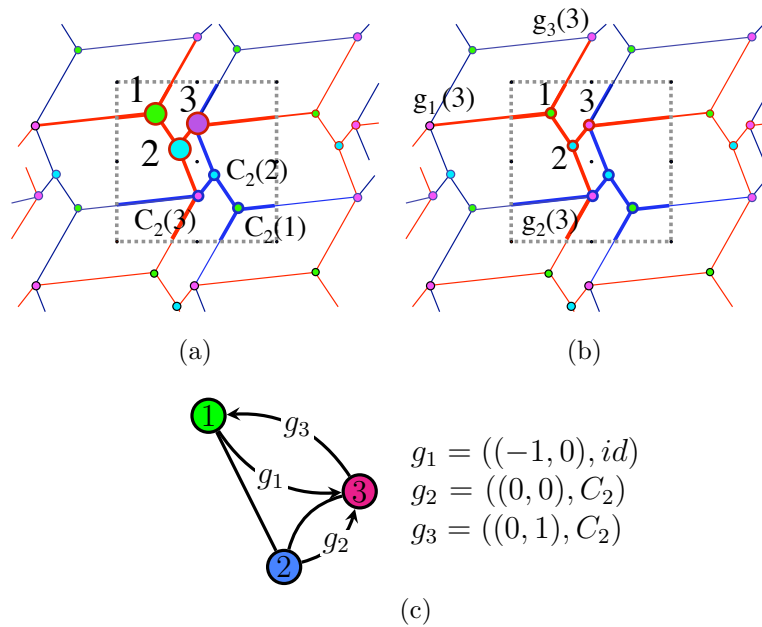 1
3
2
C₂(2)
C₂(3)
C₂(1)
(a)
g₃(3)
g₁(3)
1
3
2
g₂(3)
(b)
1
g₃
g₁
3
g₂
2
g₁ = ((−1, 0), id)
g₂ = ((0, 0), C₂)
g₃ = ((0, 1), C₂)
(c)